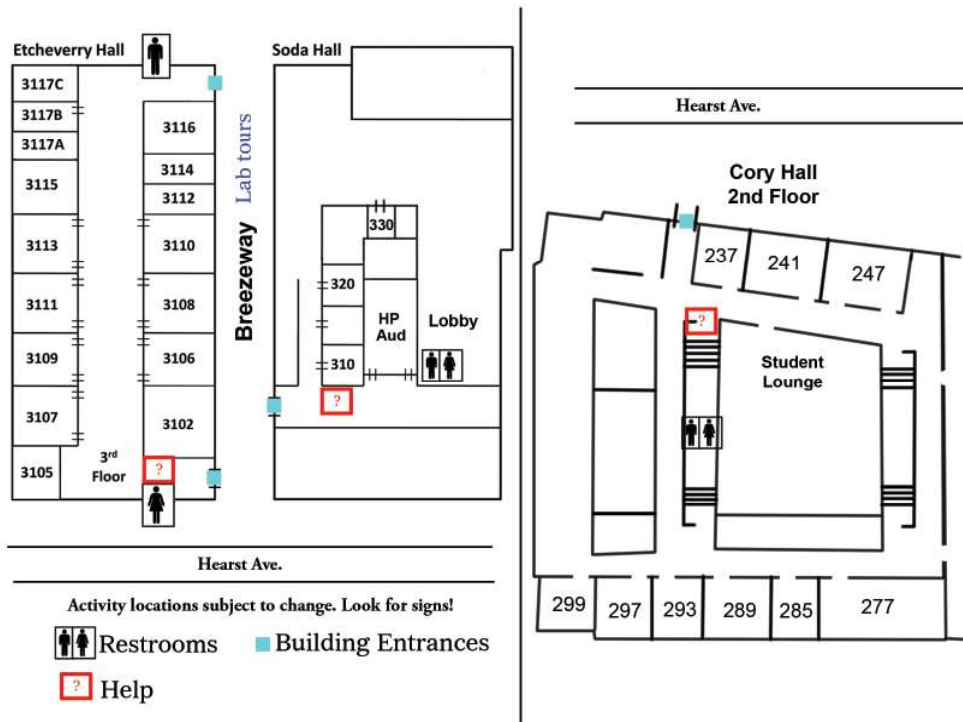 Etcheverry Hall
3117C
3117B
3117A
3115
3113
3111
3109
3107
3105
3116
3114
3112
3110
3108
3106
3102
3rd
Floor
?
Breezeway
Lab tours
Soda Hall
330
320
310
HP
Aud
Lobby
?
Hearst Ave.
Activity locations subject to change. Look for signs!
Restrooms
Building Entrances
?
Help
Hearst Ave.
Cory Hall
2nd Floor
237
241
247
?
Student
Lounge
299
297
293
289
285
277